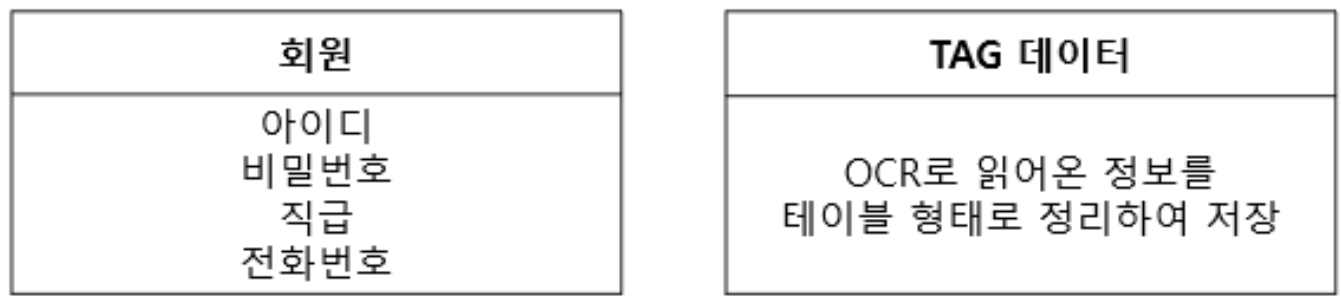 회원
아이디
비밀번호
직급
전화번호
TAG 데이터
OCR로 읽어온 정보를
테이블 형태로 정리하여 저장